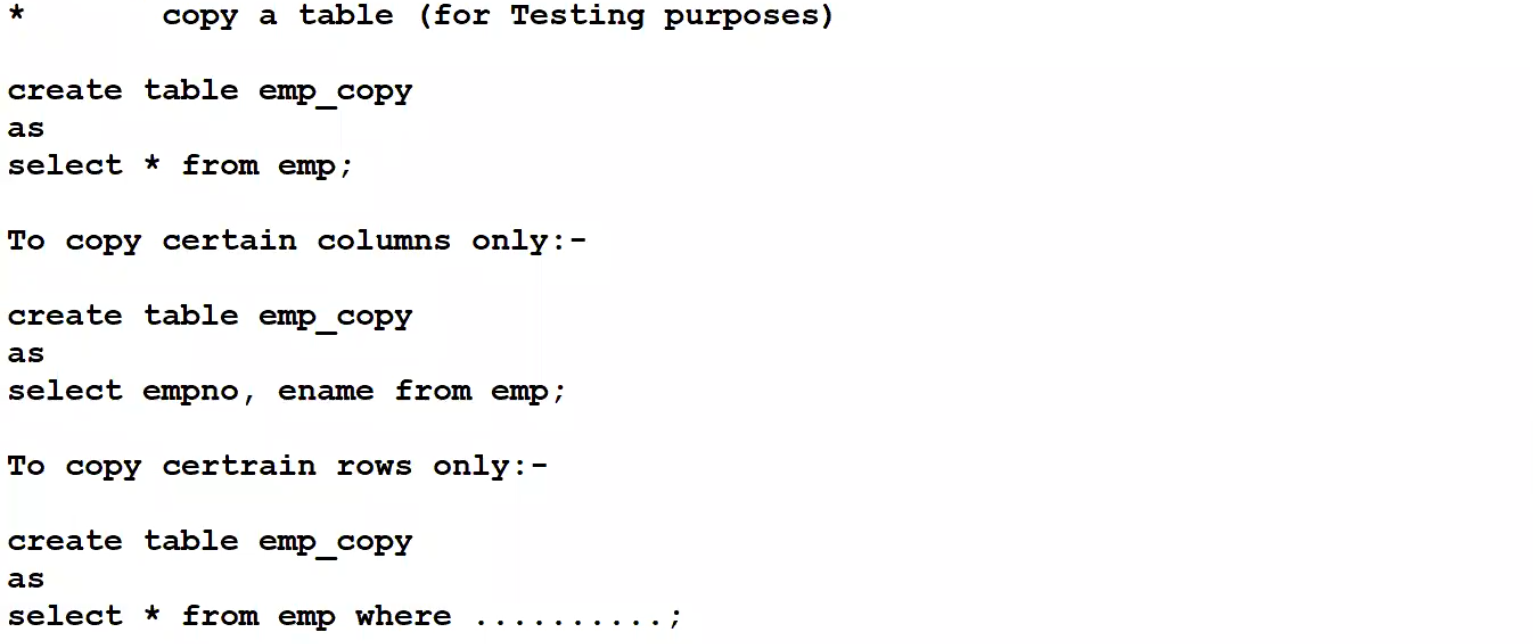 * copy a table (for Testing purposes)
create table emp_copy
as
select * from emp;
To copy certain columns only:-
create table emp_copy
as
select empno, ename from emp;
To copy certrain rows only:-
create table emp_copy
as
select * from emp where ..........;